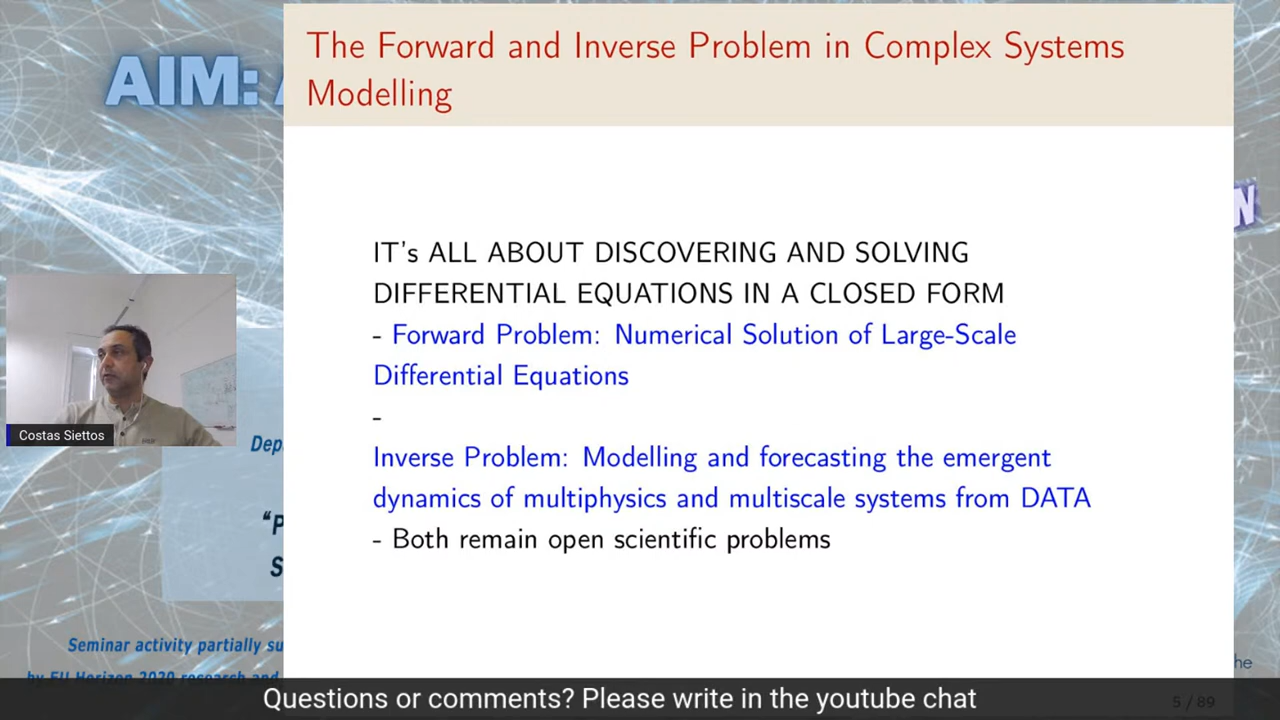 The Forward and Inverse Problem in Complex Systems
Modelling
AIM:
IT's ALL ABOUT DISCOVERING AND SOLVING
DIFFERENTIAL EQUATIONS IN A CLOSED FORM
- Forward Problem: Numerical Solution of Large-Scale
Differential Equations
-
Inverse Problem: Modelling and forecasting the emergent
dynamics of multiphysics and multiscale systems from DATA
- Both remain open scientific problems
Costas Siettos
Seminar activity partially
by EU Horizon 2020 research and
Questions or comments? Please write in the youtube chat
5 / 89